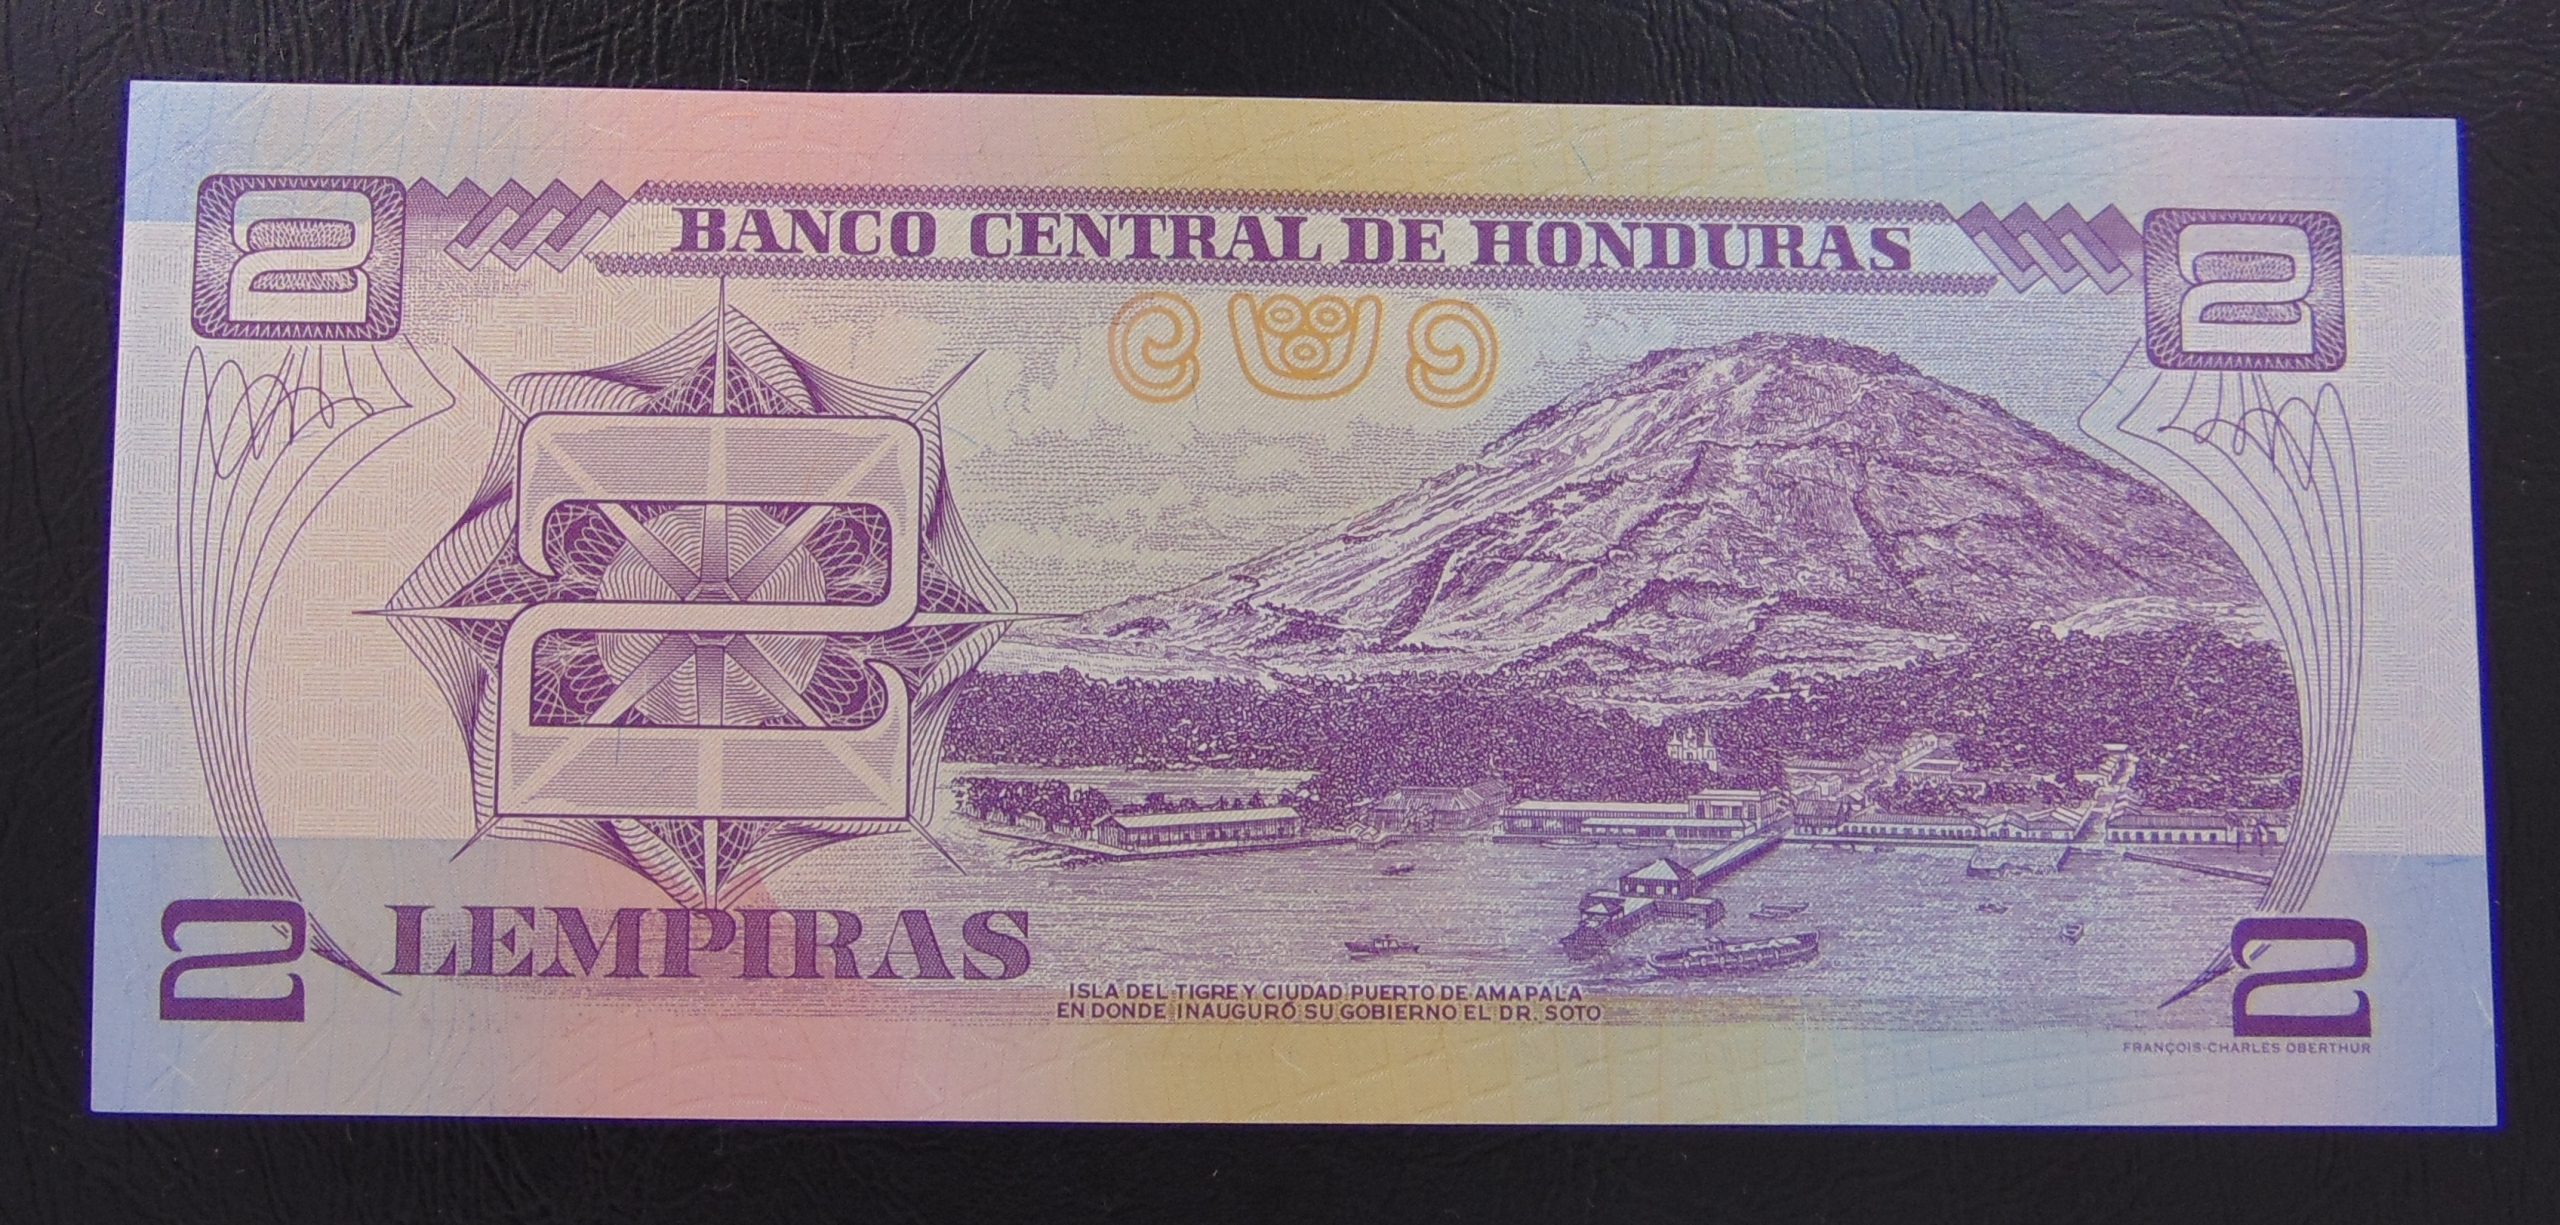 2 BANCO CENTRAL DE HONDURAS 2
2
2 LEMPIRAS 2
ISLA DEL TIGRE Y CIUDAD PUERTO DE AMAPALA
EN DONDE INAUGURÓ SU GOBIERNO EL DR. SOTO
FRANÇOIS-CHARLES OBERTHUR